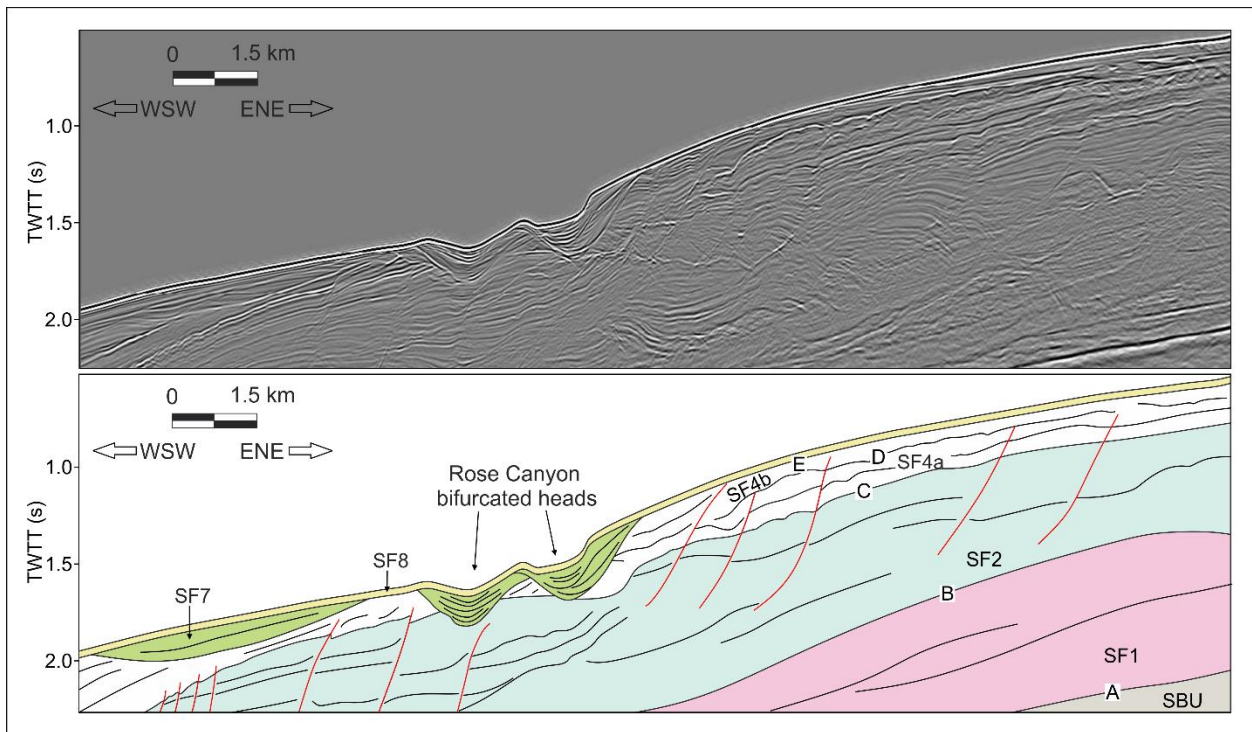 0 1.5 km
WSW ENE
TWTT (s)
1.0
1.5
2.0
0 1.5 km
WSW ENE
TWTT (s)
1.0
1.5
2.0
Rose Canyon
bifurcated heads
SF7
SF8
SF4b
E
D
SF4a
C
SF2
B
SF1
A
SBU